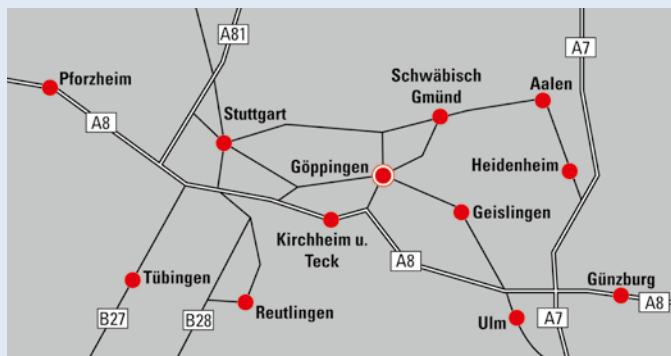 A81
A7
Pforzheim
Schwäbisch
Gmünd
Aalen
A8
Stuttgart
Göppingen
Heidenheim
Geislingen
Kirchheim u.
Teck
A8
Tübingen
Günzburg
A8
Reutlingen
B27
B28
Ulm
A7